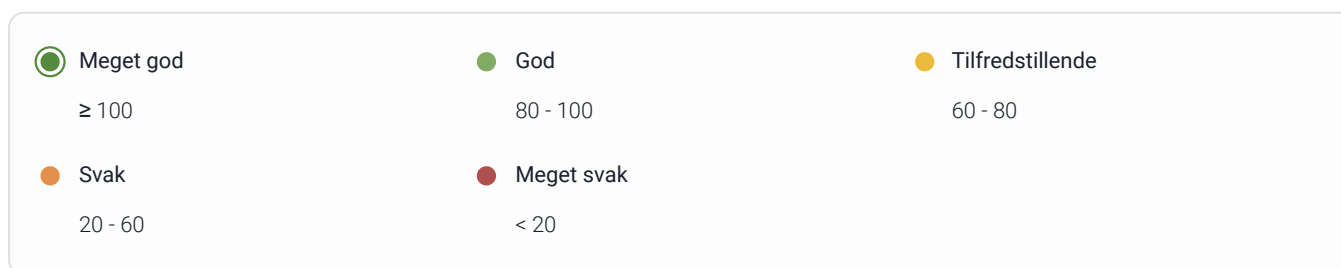 Meget god
God
Tilfredstillende
≥ 100
80 - 100
60 - 80
Svak
Meget svak
20 - 60
< 20